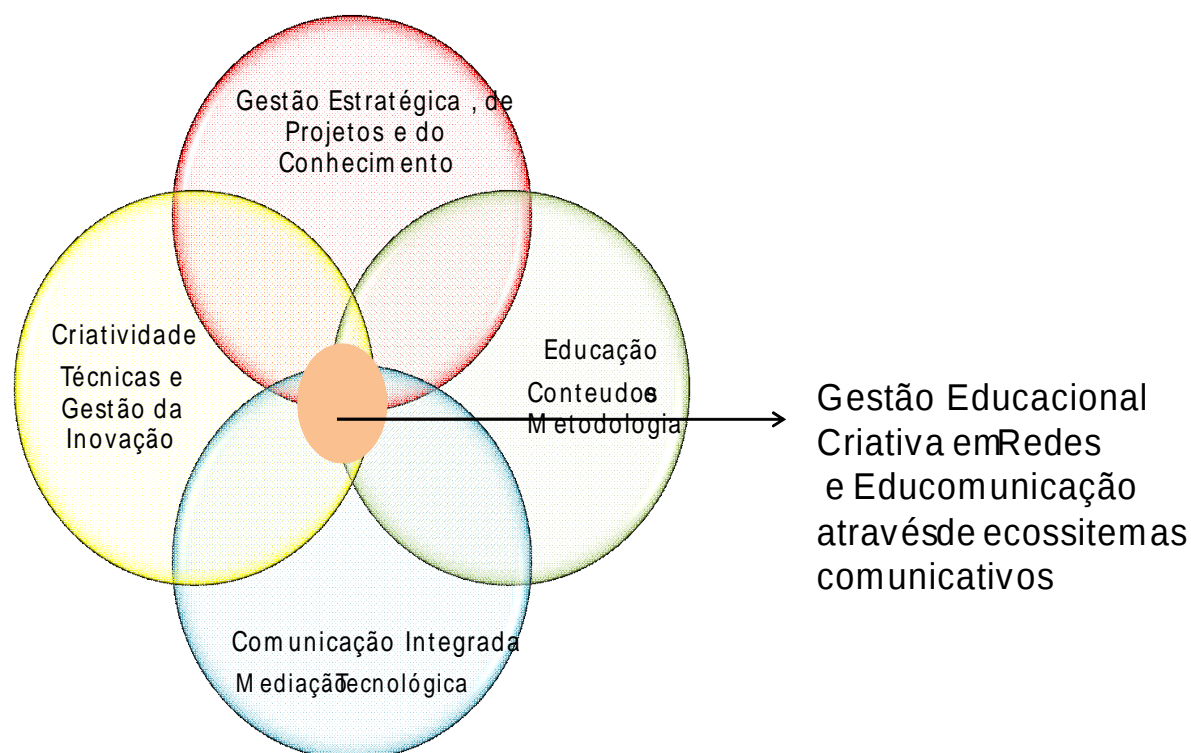 Gestão Estratégica , de
Projetos e do
Conhecimento
Criatividade
Técnicas e
Gestão da
Inovação
Educação
Conteudos e
Metodologia
Comunicação Integrada
Mediação Tecnológica
Gestão Educacional
Criativa em Redes
e Educomunicação
através de ecossitemas
comunicativos